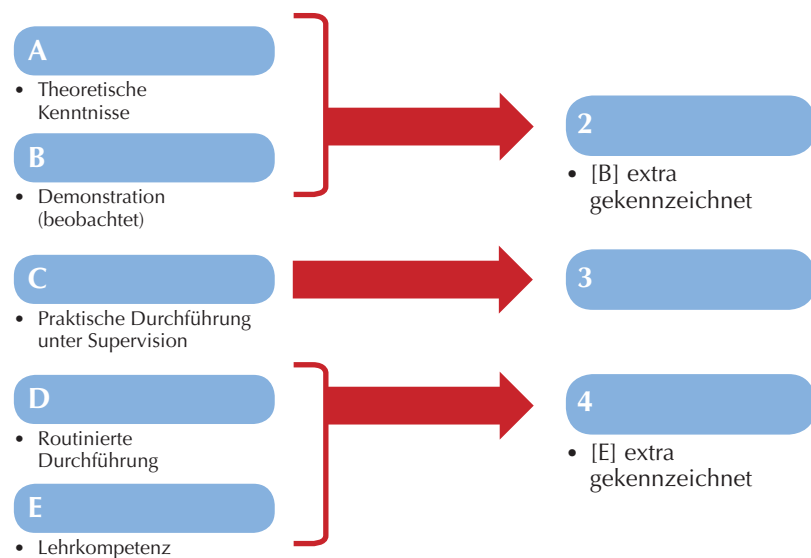 A
• Theoretische
Kenntnisse
B
• Demonstration
(beobachtet)
C
• Praktische Durchführung
unter Supervision
D
• Routinierte
Durchführung
E
• Lehrkompetenz
2
• [B] extra
gekennzeichnet
3
4
• [E] extra
gekennzeichnet